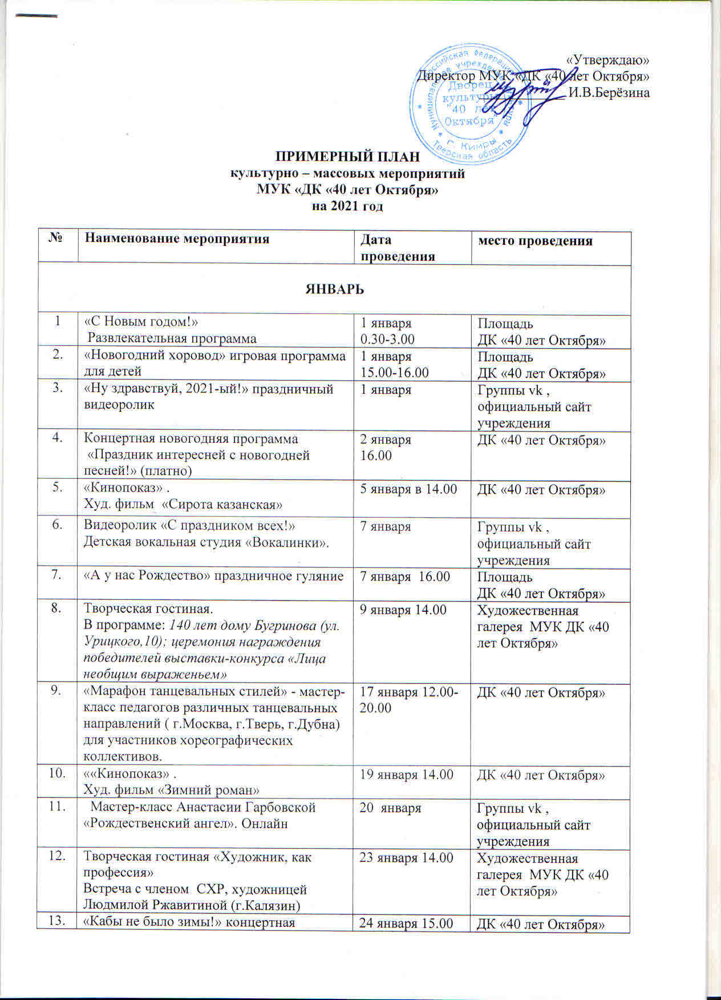 «Утверждаю»
Директор МУК «ДК «40 лет Октября»
И.В.Берёзина
Российская Федерация
Муниципальное учреждение
Дворец
культуры
"40 лет
Октября"
г. Кимры
Тверская область
ПРИМЕРНЫЙ ПЛАН
культурно – массовых мероприятий
МУК «ДК «40 лет Октября»
на 2021 год
№ Наименование мероприятия Дата проведения место проведения
ЯНВАРЬ
1 «С Новым годом!» 1 января Площадь
Развлекательная программа 0.30-3.00 ДК «40 лет Октября»
2. «Новогодний хоровод» игровая программа 1 января Площадь
для детей 15.00-16.00 ДК «40 лет Октября»
3. «Ну здравствуй, 2021-ый!» праздничный 1 января Группы vk ,
видеоролик официальный сайт
учреждения
4. Концертная новогодняя программа 2 января ДК «40 лет Октября»
«Праздник интересней с новогодней 16.00
песней!» (платно)
5. «Кинопоказ» . 5 января в 14.00 ДК «40 лет Октября»
Худ. фильм «Сирота казанская»
6. Видеоролик «С праздником всех!» 7 января Группы vk ,
Детская вокальная студия «Вокалинки». официальный сайт
учреждения
7. «А у нас Рождество» праздничное гуляние 7 января 16.00 Площадь
ДК «40 лет Октября»
8. Творческая гостиная. 9 января 14.00 Художественная
В программе: 140 лет дому Бугринова (ул. галерея МУК ДК «40
Урицкого,10); церемония награждения лет Октября»
победителей выставки-конкурса «Лица
необщим выраженьем»
9. «Марафон танцевальных стилей» - мастер- 17 января 12.00- ДК «40 лет Октября»
класс педагогов различных танцевальных 20.00
направлений ( г.Москва, г.Тверь, г.Дубна)
для участников хореографических
коллективов.
10. ««Кинопоказ» . 19 января 14.00 ДК «40 лет Октября»
Худ. фильм «Зимний роман»
11. Мастер-класс Анастасии Гарбовской 20 января Группы vk ,
«Рождественский ангел». Онлайн официальный сайт
учреждения
12. Творческая гостиная «Художник, как 23 января 14.00 Художественная
профессия» галерея МУК ДК «40
Встреча с членом СХР, художницей лет Октября»
Людмилой Ржавитиной (г.Калязин)
13. «Кабы не было зимы!» концертная 24 января 15.00 ДК «40 лет Октября»